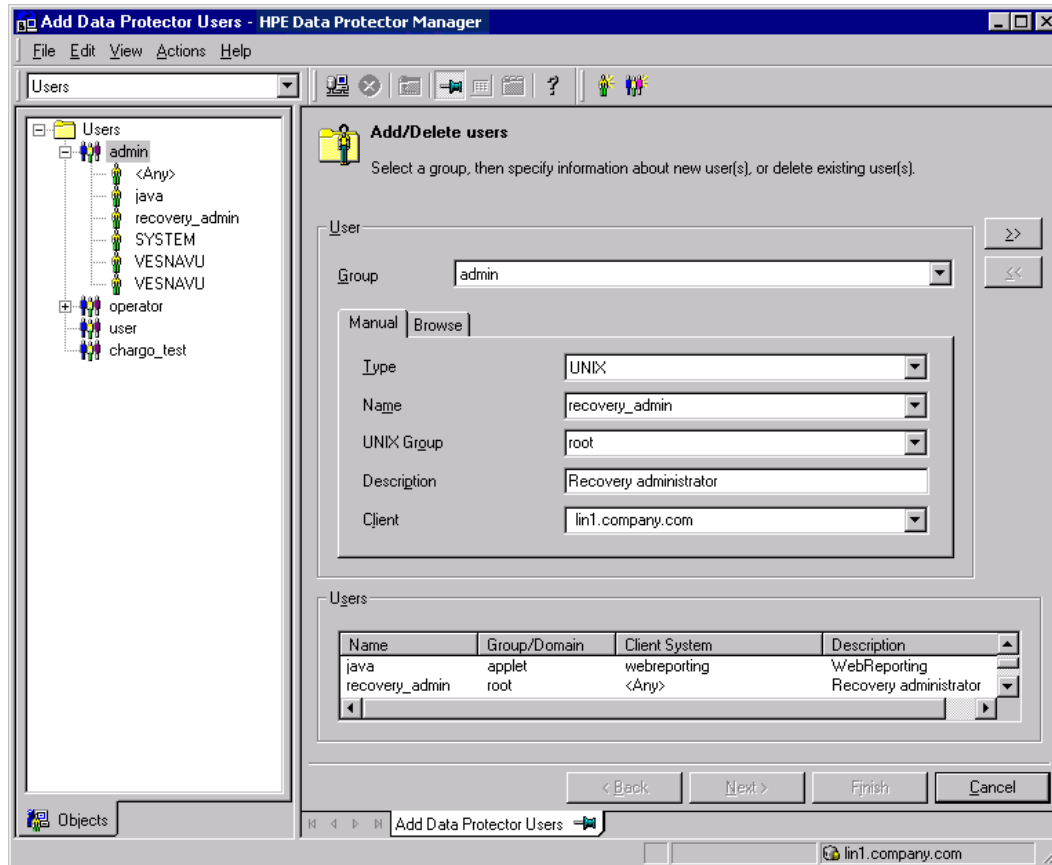 Add Data Protector Users - HPE Data Protector Manager
File Edit View Actions Help
Users
Users
admin
<Any>
java
recovery_admin
SYSTEM
VESNAVU
VESNAVU
operator
user
chargo_test
Objects
Add/Delete users
Select a group, then specify information about new user(s), or delete existing user(s).
User
>>
<<
Group admin
Manual Browse
Type UNIX
Name recovery_admin
UNIX Group root
Description Recovery administrator
Client lin1.company.com
Users
Name Group/Domain Client System Description
java applet webreporting WebReporting
recovery_admin root <Any> Recovery administrator
< Back Next > Finish Cancel
Add Data Protector Users
lin1.company.com